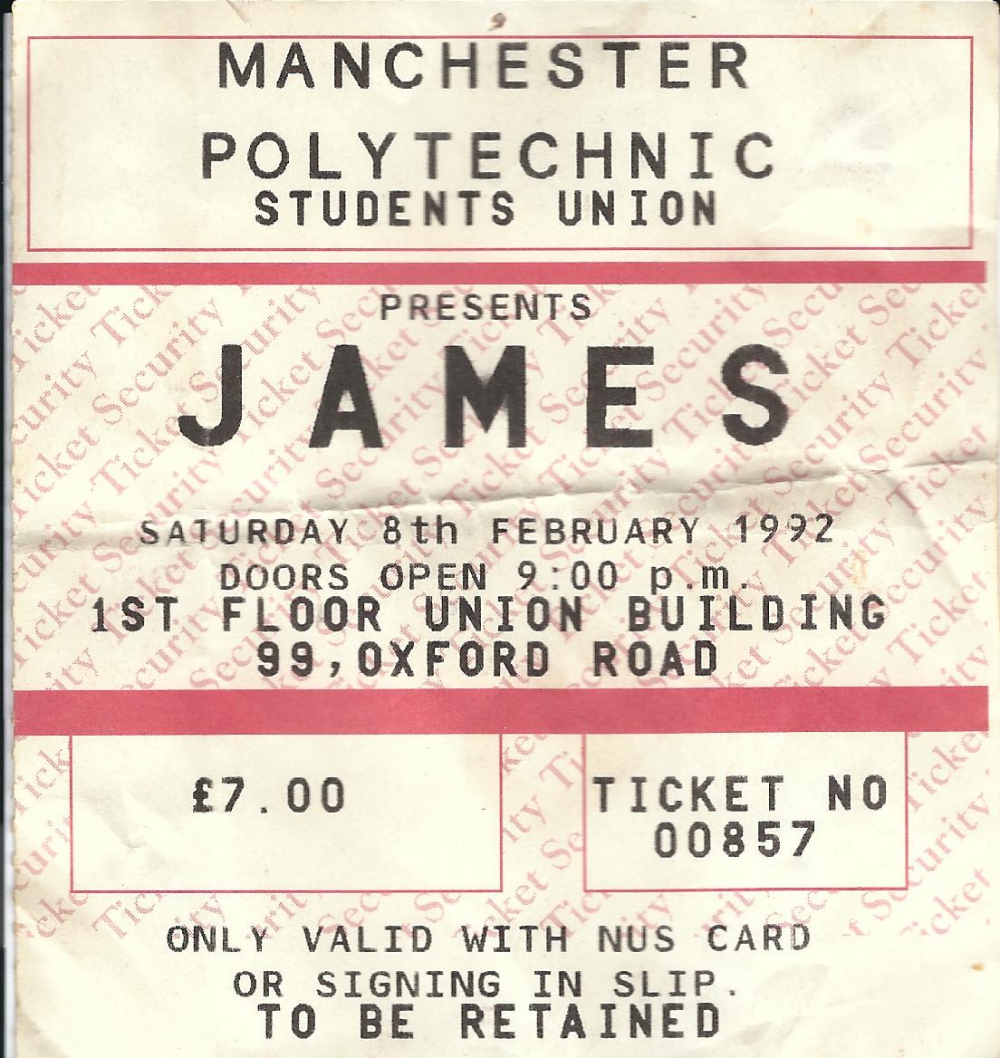 MANCHESTER
POLYTECHNIC
STUDENTS UNION
PRESENTS
JAMES
SATURDAY 8th FEBRUARY 1992
DOORS OPEN 9:00 p.m.
1ST FLOOR UNION BUILDING
99,OXFORD ROAD
£7.00
TICKET NO
00857
ONLY VALID WITH NUS CARD
OR SIGNING IN SLIP.
TO BE RETAINED